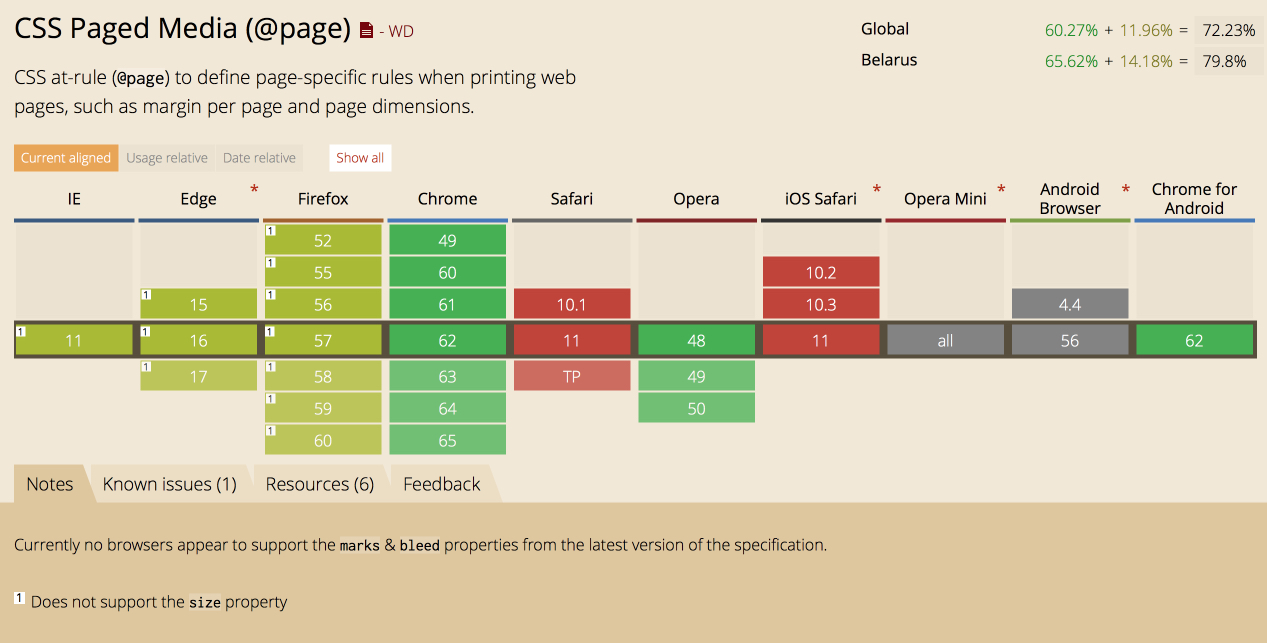 CSS Paged Media (@page) - WD
Global 60.27% + 11.96% = 72.23%
Belarus 65.62% + 14.18% = 79.8%
CSS at-rule (@page) to define page-specific rules when printing web
pages, such as margin per page and page dimensions.
Current aligned Usage relative Date relative Show all
IE Edge * Firefox Chrome Safari Opera iOS Safari * Opera Mini * Android Browser * Chrome for Android
1 52 49
1 55 60 10.2
1 15 1 56 61 10.1 10.3 4.4
1 11 1 16 1 57 62 11 48 11 all 56 62
1 17 1 58 63 TP 49
1 59 64 50
1 60 65
Notes Known issues (1) Resources (6) Feedback
Currently no browsers appear to support the marks & bleed properties from the latest version of the specification.
1 Does not support the size property